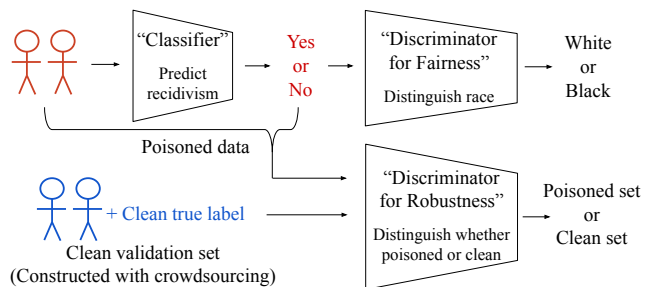 “Classifier”
Predict
recidivism
Yes
or
No
“Discriminator
for Fairness”
Distinguish race
White
or
Black
Poisoned data
+ Clean true label
Clean validation set
(Constructed with crowdsourcing)
“Discriminator
for Robustness”
Distinguish whether
poisoned or clean
Poisoned set
or
Clean set